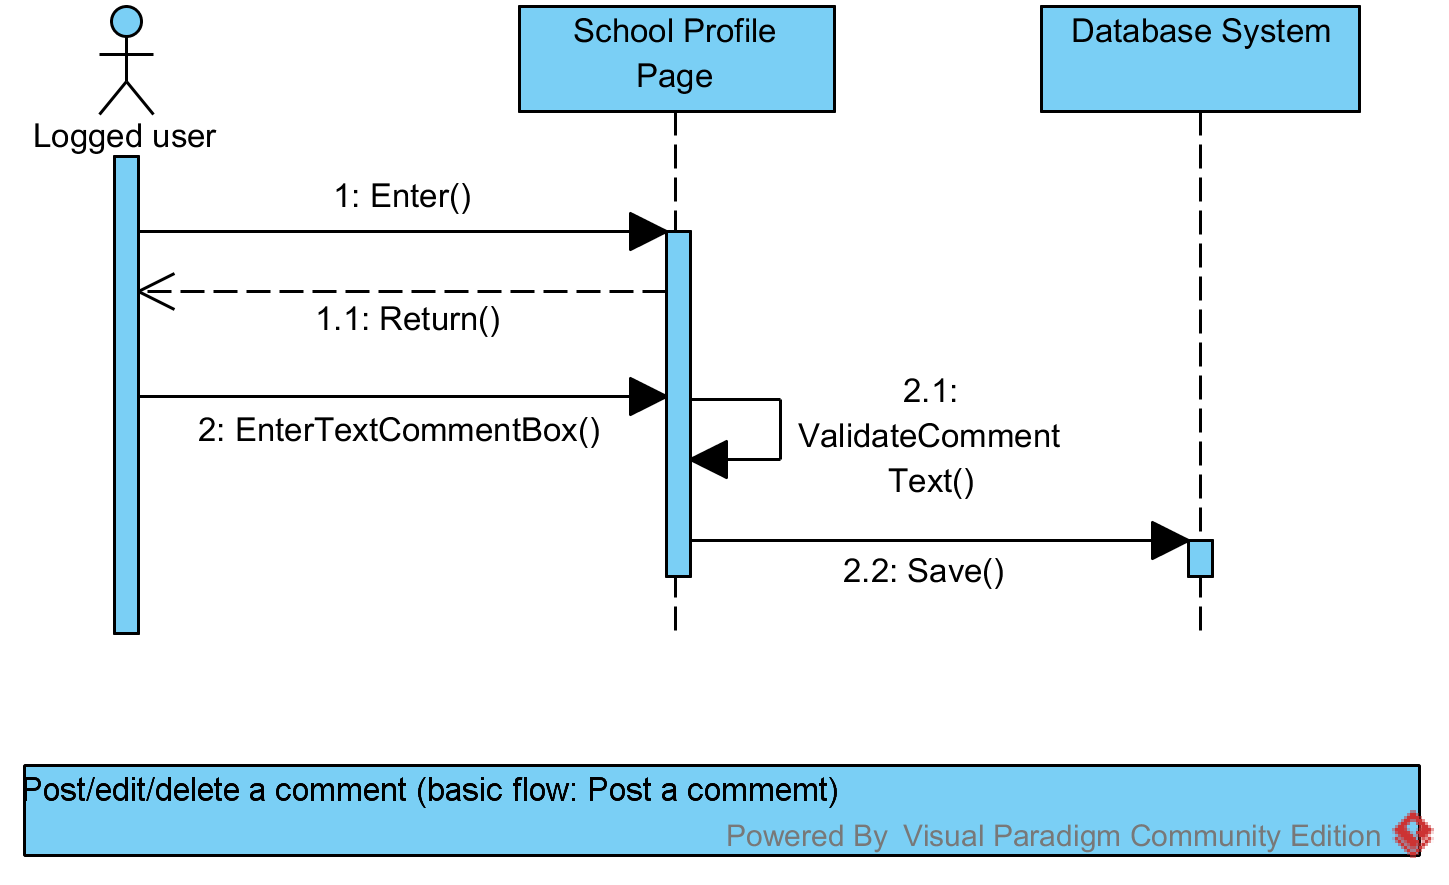 School Profile
Page
Database System
Logged user
1: Enter()
1.1: Return()
2: EnterTextCommentBox()
2.1:
ValidateComment
Text()
2.2: Save()
Post/edit/delete a comment (basic flow: Post a commemt)
Powered By Visual Paradigm Community Edition